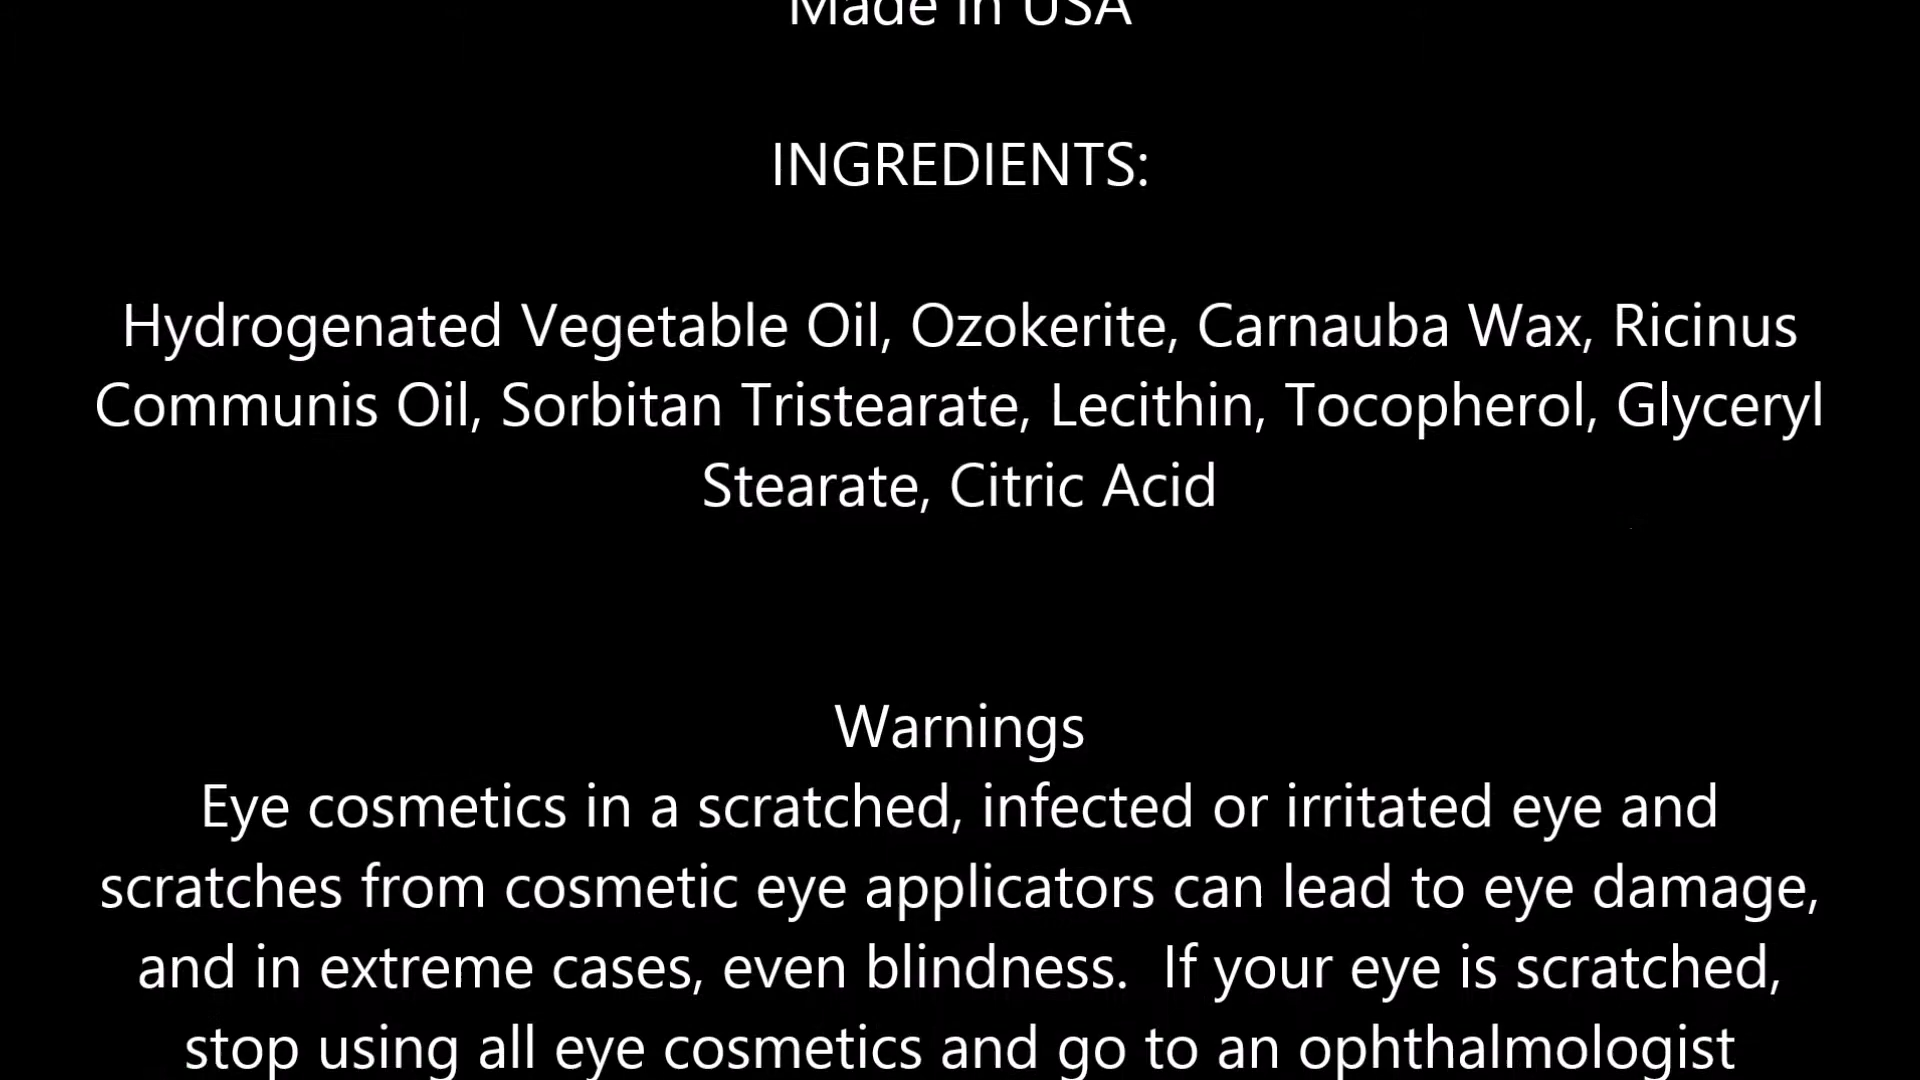 Made in USA
INGREDIENTS:
Hydrogenated Vegetable Oil, Ozokerite, Carnauba Wax, Ricinus
Communis Oil, Sorbitan Tristearate, Lecithin, Tocopherol, Glyceryl
Stearate, Citric Acid
Warnings
Eye cosmetics in a scratched, infected or irritated eye and
scratches from cosmetic eye applicators can lead to eye damage,
and in extreme cases, even blindness.  If your eye is scratched,
stop using all eye cosmetics and go to an ophthalmologist